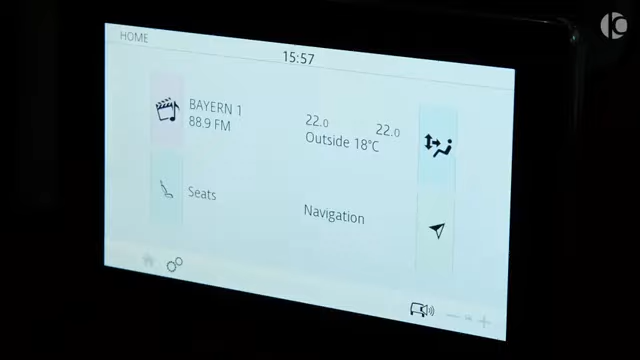 HOME
15:57
BAYERN 1
88.9 FM
22.0
22.0
Outside 18°C
Seats
Navigation